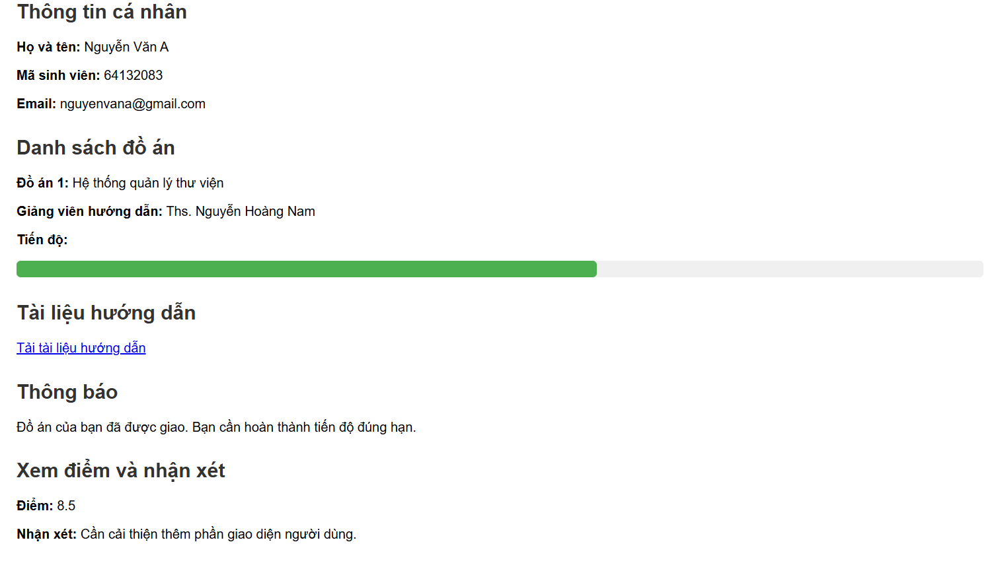 Thông tin cá nhân
Họ và tên: Nguyễn Văn A
Mã sinh viên: 64132083
Email: nguyenvana@gmail.com
Danh sách đồ án
Đồ án 1: Hệ thống quản lý thư viện
Giảng viên hướng dẫn: Ths. Nguyễn Hoàng Nam
Tiến độ:
Tài liệu hướng dẫn
Tải tài liệu hướng dẫn
Thông báo
Đồ án của bạn đã được giao. Bạn cần hoàn thành tiến độ đúng hạn.
Xem điểm và nhận xét
Điểm: 8.5
Nhận xét: Cần cải thiện thêm phần giao diện người dùng.